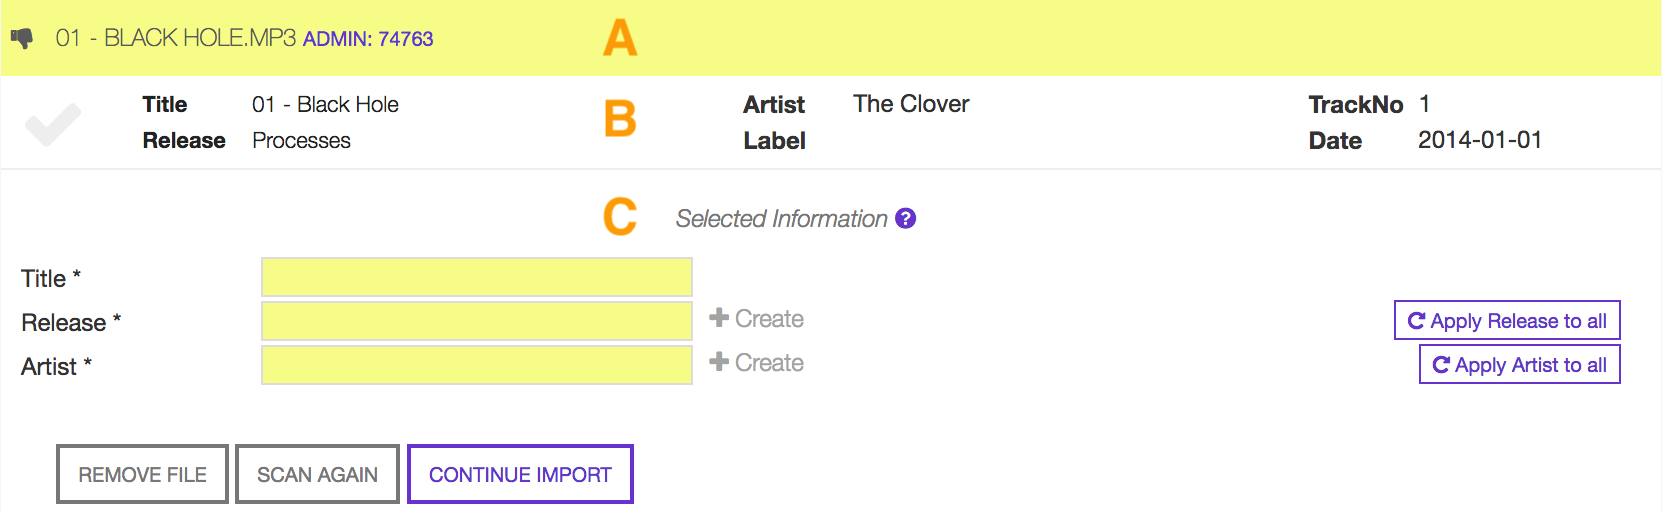 01 - BLACK HOLE.MP3 ADMIN: 74763 A
Title 01 - Black Hole B Artist The Clover TrackNo 1
Release Processes Label Date 2014-01-01
C Selected Information ?
Title *
Release * + Create Apply Release to all
Artist * + Create Apply Artist to all
REMOVE FILE SCAN AGAIN CONTINUE IMPORT